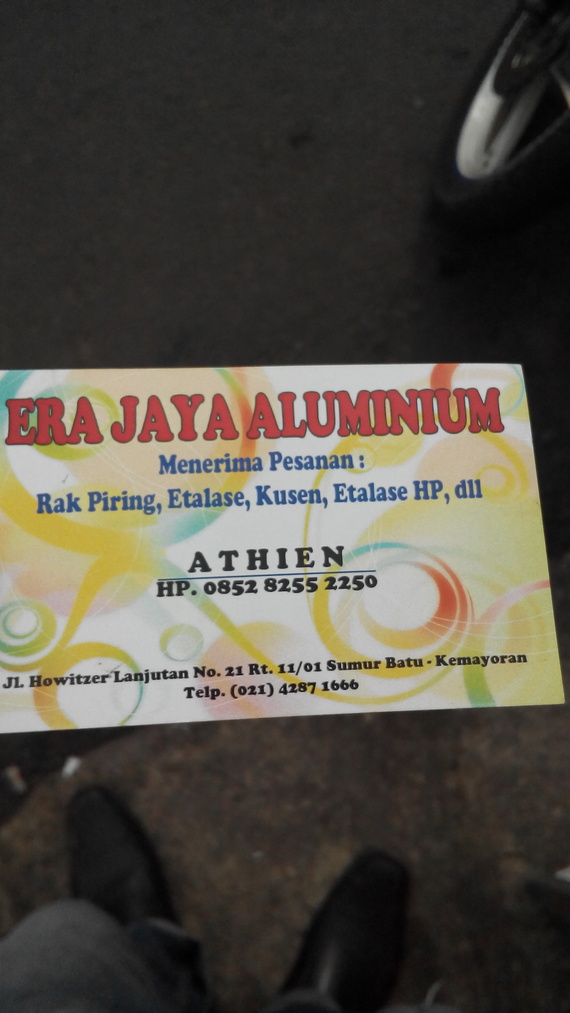 ERA JAYA ALUMINIUM
Menerima Pesanan :
Rak Piring, Etalase, Kusen, Etalase HP, dll
ATHIEN
HP. 0852 8255 2250
Jl. Howitzer Lanjutan No. 21 Rt. 11/01 Sumur Batu - Kemayoran
Telp. (021) 4287 1666